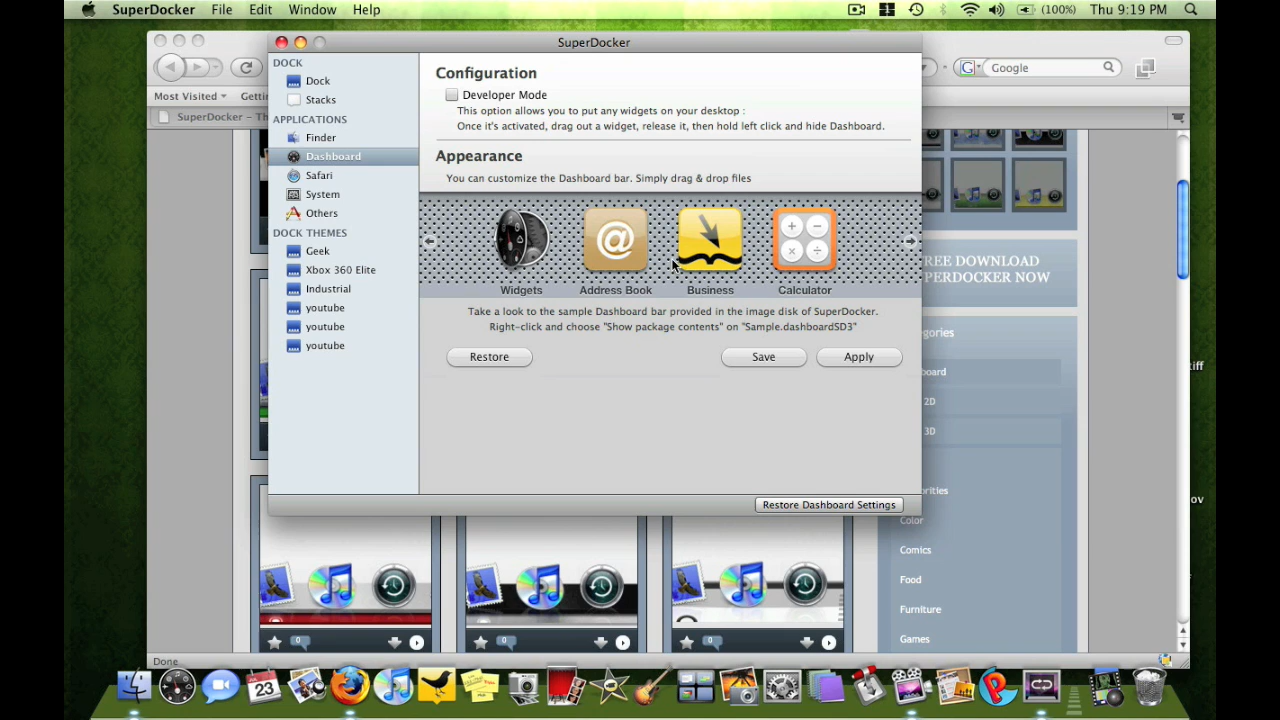 SuperDocker File Edit Window Help
(100%) Thu 9:19 PM
SuperDocker
Google
Most Visited
SuperDocker –
DOCK
Dock
Stacks
APPLICATIONS
Finder
Dashboard
Safari
System
Others
DOCK THEMES
Geek
Xbox 360 Elite
Industrial
youtube
youtube
youtube
Configuration
Developer Mode
This option allows you to put any widgets on your desktop :
Once it's activated, drag out a widget, release it, then hold left click and hide Dashboard.
Appearance
You can customize the Dashboard bar. Simply drag & drop files
Widgets Address Book Business Calculator
Take a look to the sample Dashboard bar provided in the image disk of SuperDocker.
Right-click and choose "Show package contents" on "Sample.dashboardSD3"
Restore Save Apply
Restore Dashboard Settings
REE DOWNLOAD
PERDOCKER NOW
egories
board
2D
3D
orities
Color
Comics
Food
Furniture
Games
tiff
ov
Done
JUL
23